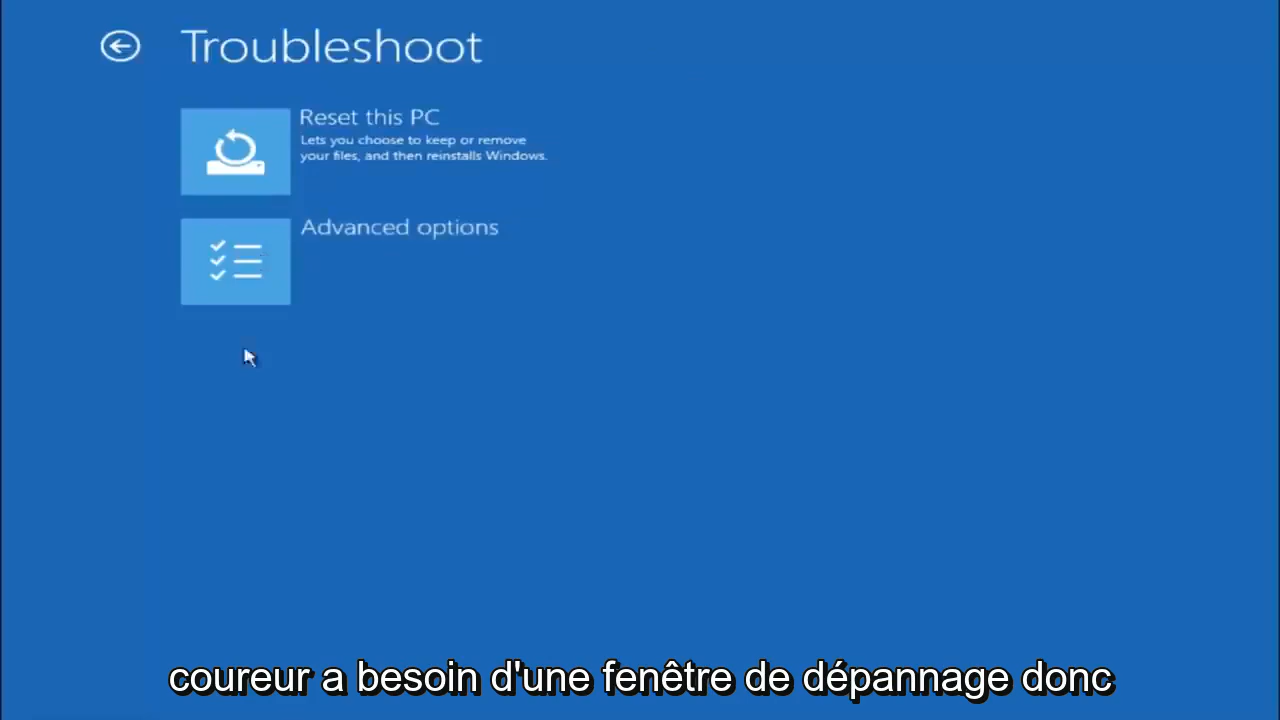 Troubleshoot
Reset this PC
Lets you choose to keep or remove
your files, and then reinstalls Windows.
Advanced options
coureur a besoin d'une fenêtre de dépannage donc